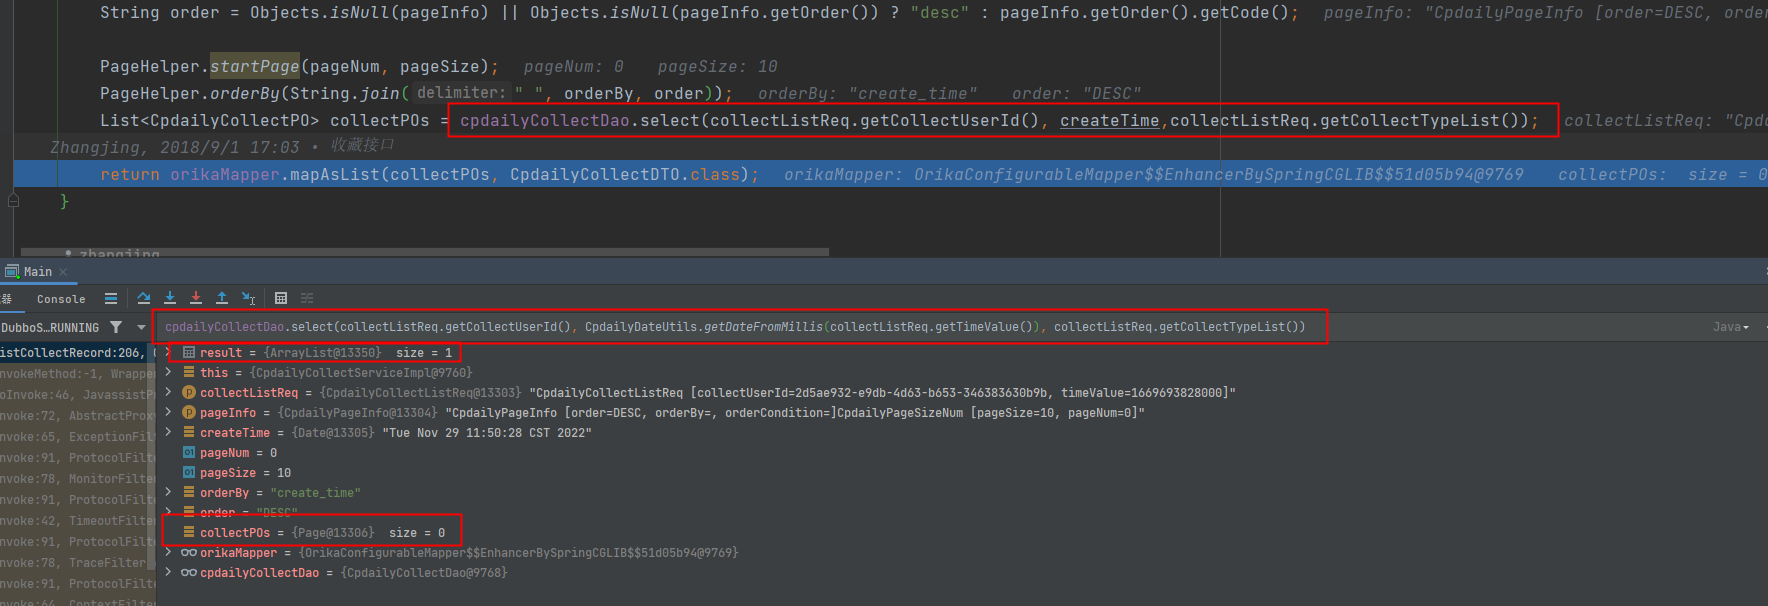 String order = Objects.isNull(pageInfo) || Objects.isNull(pageInfo.getOrder()) ? "desc" : pageInfo.getOrder().getCode();   pageInfo: "CpdailyPageInfo [order=DESC, order
PageHelper.startPage(pageNum, pageSize);   pageNum: 0   pageSize: 10
PageHelper.orderBy(String.join( delimiter: " ", orderBy, order));   orderBy: "create_time"   order: "DESC"
List<CpdailyCollectPO> collectPOs = cpdailyCollectDao.select(collectListReq.getCollectUserId(), createTime,collectListReq.getCollectTypeList());   collectListReq: "Cpda
Zhangjing, 2018/9/1 17:03 • 收藏接口
return orikaMapper.mapAsList(collectPOs, CpdailyCollectDTO.class);   orikaMapper: OrikaConfigurableMapper$$EnhancerBySpringCGLIB$$51d05b94@9769   collectPOs:  size = 0
}
zhangjing
Main
器 Console
DubboS...RUNNING
cpdailyCollectDao.select(collectListReq.getCollectUserId(), CpdailyDateUtils.getDateFromMillis(collectListReq.getTimeValue()), collectListReq.getCollectTypeList())
Java
istCollectRecord:206,
result = {ArrayList@13350}  size = 1
nvokeMethod:-1, Wrappe
this = {CpdailyCollectServiceImpl@9760}
oInvoke:46, JavassistP
collectListReq = {CpdailyCollectListReq@13303} "CpdailyCollectListReq [collectUserId=2d5ae932-e9db-4d63-b653-346383630b9b, timeValue=1669693828000]"
nvoke:72, AbstractProxy
pageInfo = {CpdailyPageInfo@13304} "CpdailyPageInfo [order=DESC, orderBy=, orderCondition=]CpdailyPageSizeNum [pageSize=10, pageNum=0]"
nvoke:65, ExceptionFil
createTime = {Date@13305} "Tue Nov 29 11:50:28 CST 2022"
nvoke:91, ProtocolFilt
pageNum = 0
nvoke:78, MonitorFilte
pageSize = 10
nvoke:91, ProtocolFilt
orderBy = "create_time"
nvoke:42, TimeoutFilte
order = "DESC"
nvoke:91, ProtocolFilt
collectPOs = {Page@13306}  size = 0
nvoke:78, TraceFilter
orikaMapper = {OrikaConfigurableMapper$$EnhancerBySpringCGLIB$$51d05b94@9769}
nvoke:91, ProtocolFilt
cpdailyCollectDao = {CpdailyCollectDao@9768}
nvoke:64, ContextFilte